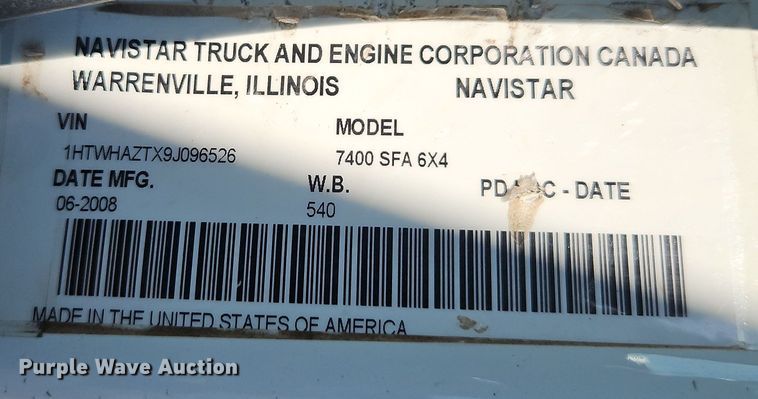 NAVISTAR TRUCK AND ENGINE CORPORATION CANADA
WARRENVILLE, ILLINOIS NAVISTAR
VIN MODEL
1HTWHAZTX9J096526 7400 SFA 6X4
DATE MFG. W.B. - DATE
06-2008 540
MADE IN THE UNITED STATES OF AMERICA
Purple Wave Auction